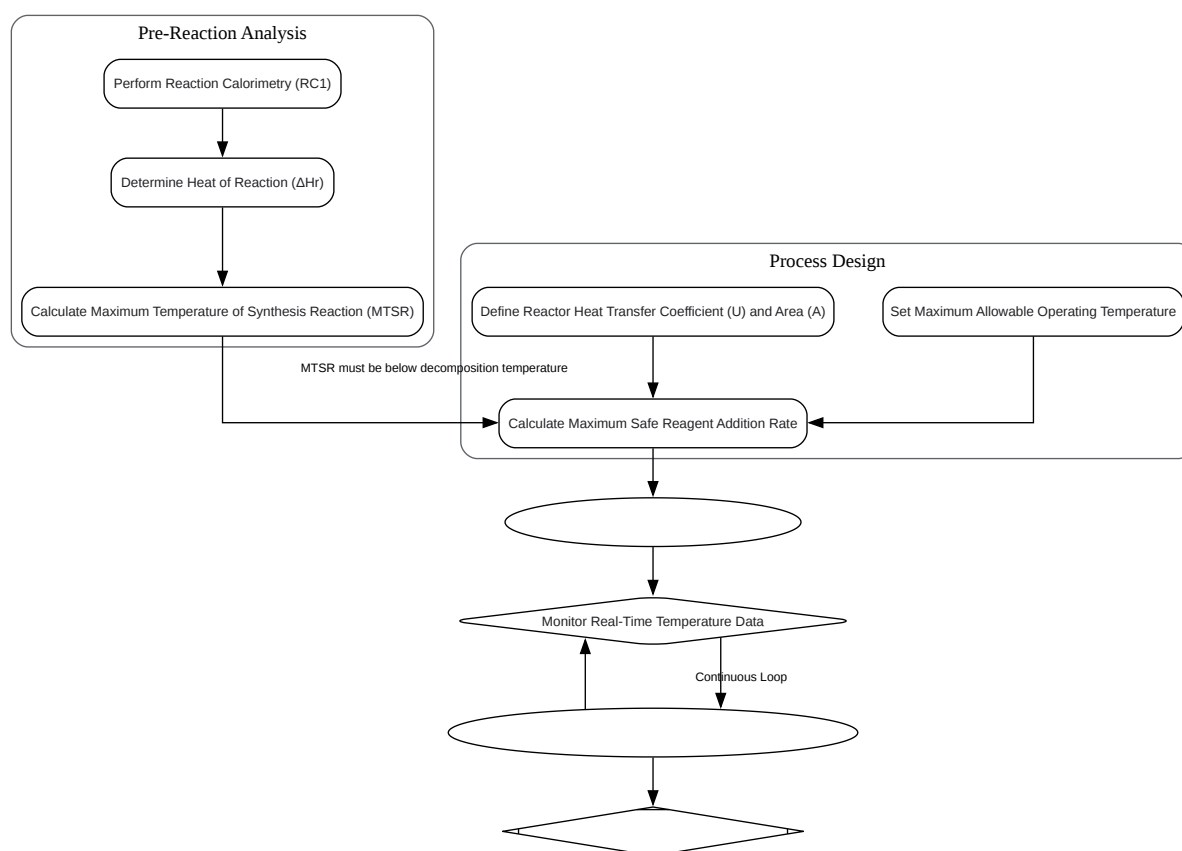 Pre-Reaction Analysis
Perform Reaction Calorimetry (RC1)
Determine Heat of Reaction (ΔHr)
Calculate Maximum Temperature of Synthesis Reaction (MTSR)
Process Design
Define Reactor Heat Transfer Coefficient (U) and Area (A)
Set Maximum Allowable Operating Temperature
MTSR must be below decomposition temperature
Calculate Maximum Safe Reagent Addition Rate
Monitor Real-Time Temperature Data
Continuous Loop